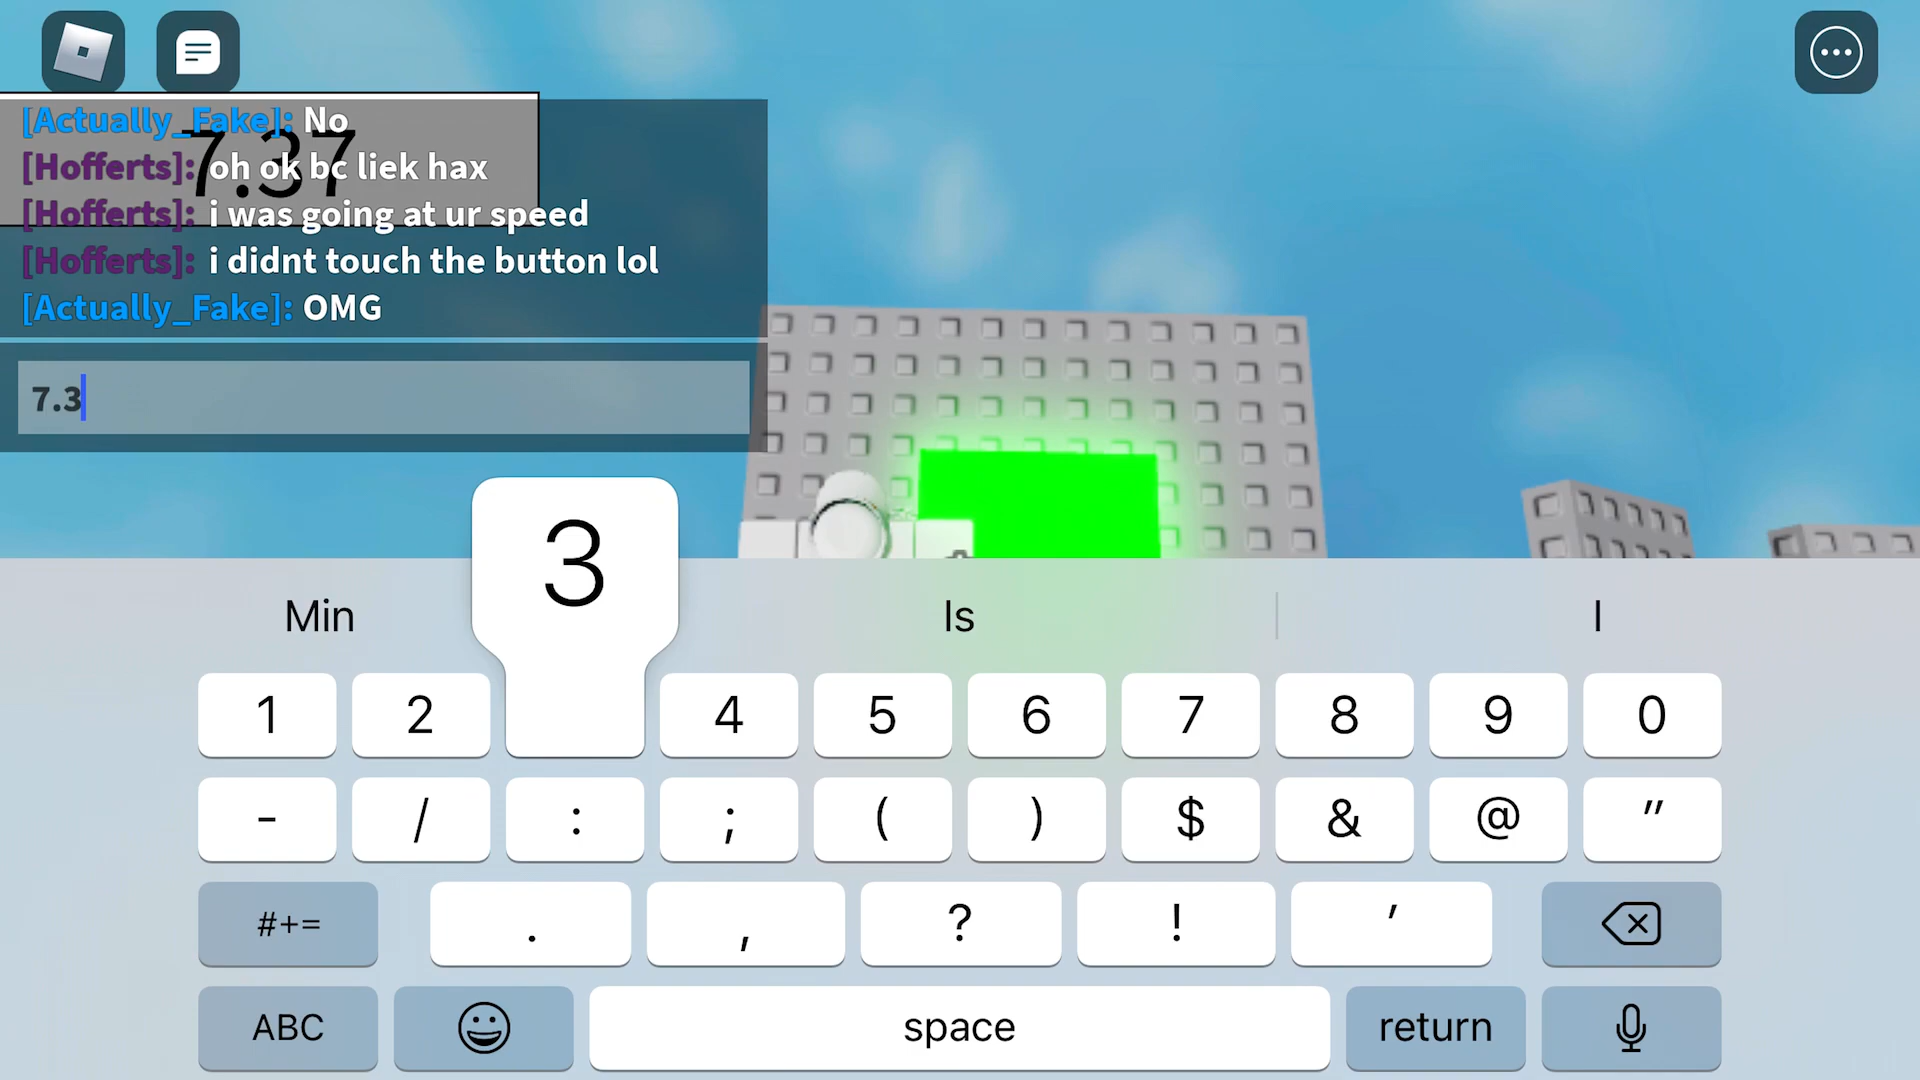 [Actually_Fake]: No
7.37
[Hofferts]: oh ok bc liek hax
[Hofferts]: i was going at ur speed
[Hofferts]: i didnt touch the button lol
[Actually_Fake]: OMG
7.3
3
Min Is I
1 2 4 5 6 7 8 9 0
- / : ; ( ) $ & @ "
#+= . , ? ! '
ABC space return